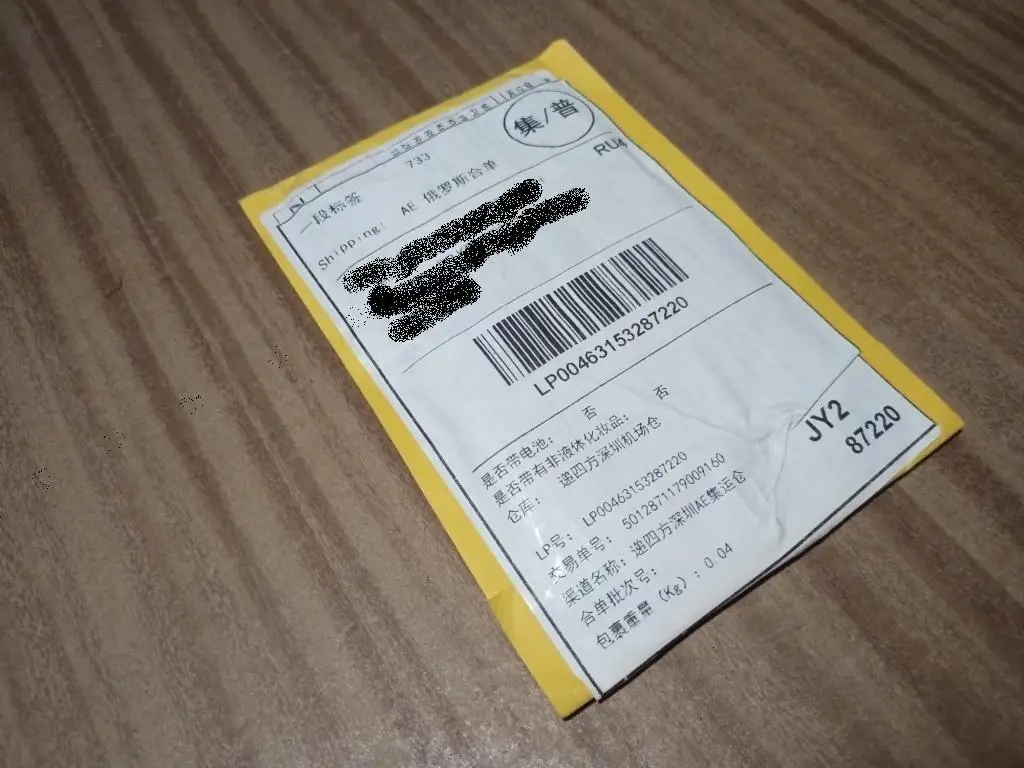 集/普
733
一段标签
AE 俄罗斯合单
RU4
Shipping:
LP00463153287220
是否带电池: 否
是否带有非液体化妆品: 否
仓库: 递四方深圳机场仓
JY2
87220
LP号: LP00463153287220
交易单号: 5012871179009160
渠道名称: 递四方深圳AE集运仓
合单批次号:
包裹重量 (Kg) : 0.04